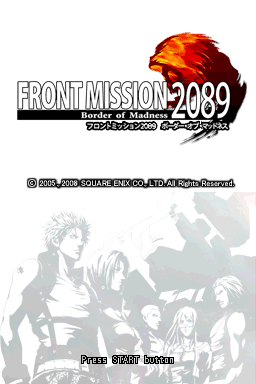 FRONT MISSION 2089
Border of Madness
フロントミッション2089 ボーダー・オブ・マッドネス
© 2005, 2008 SQUARE ENIX CO., LTD. All Rights Reserved.
Press START button